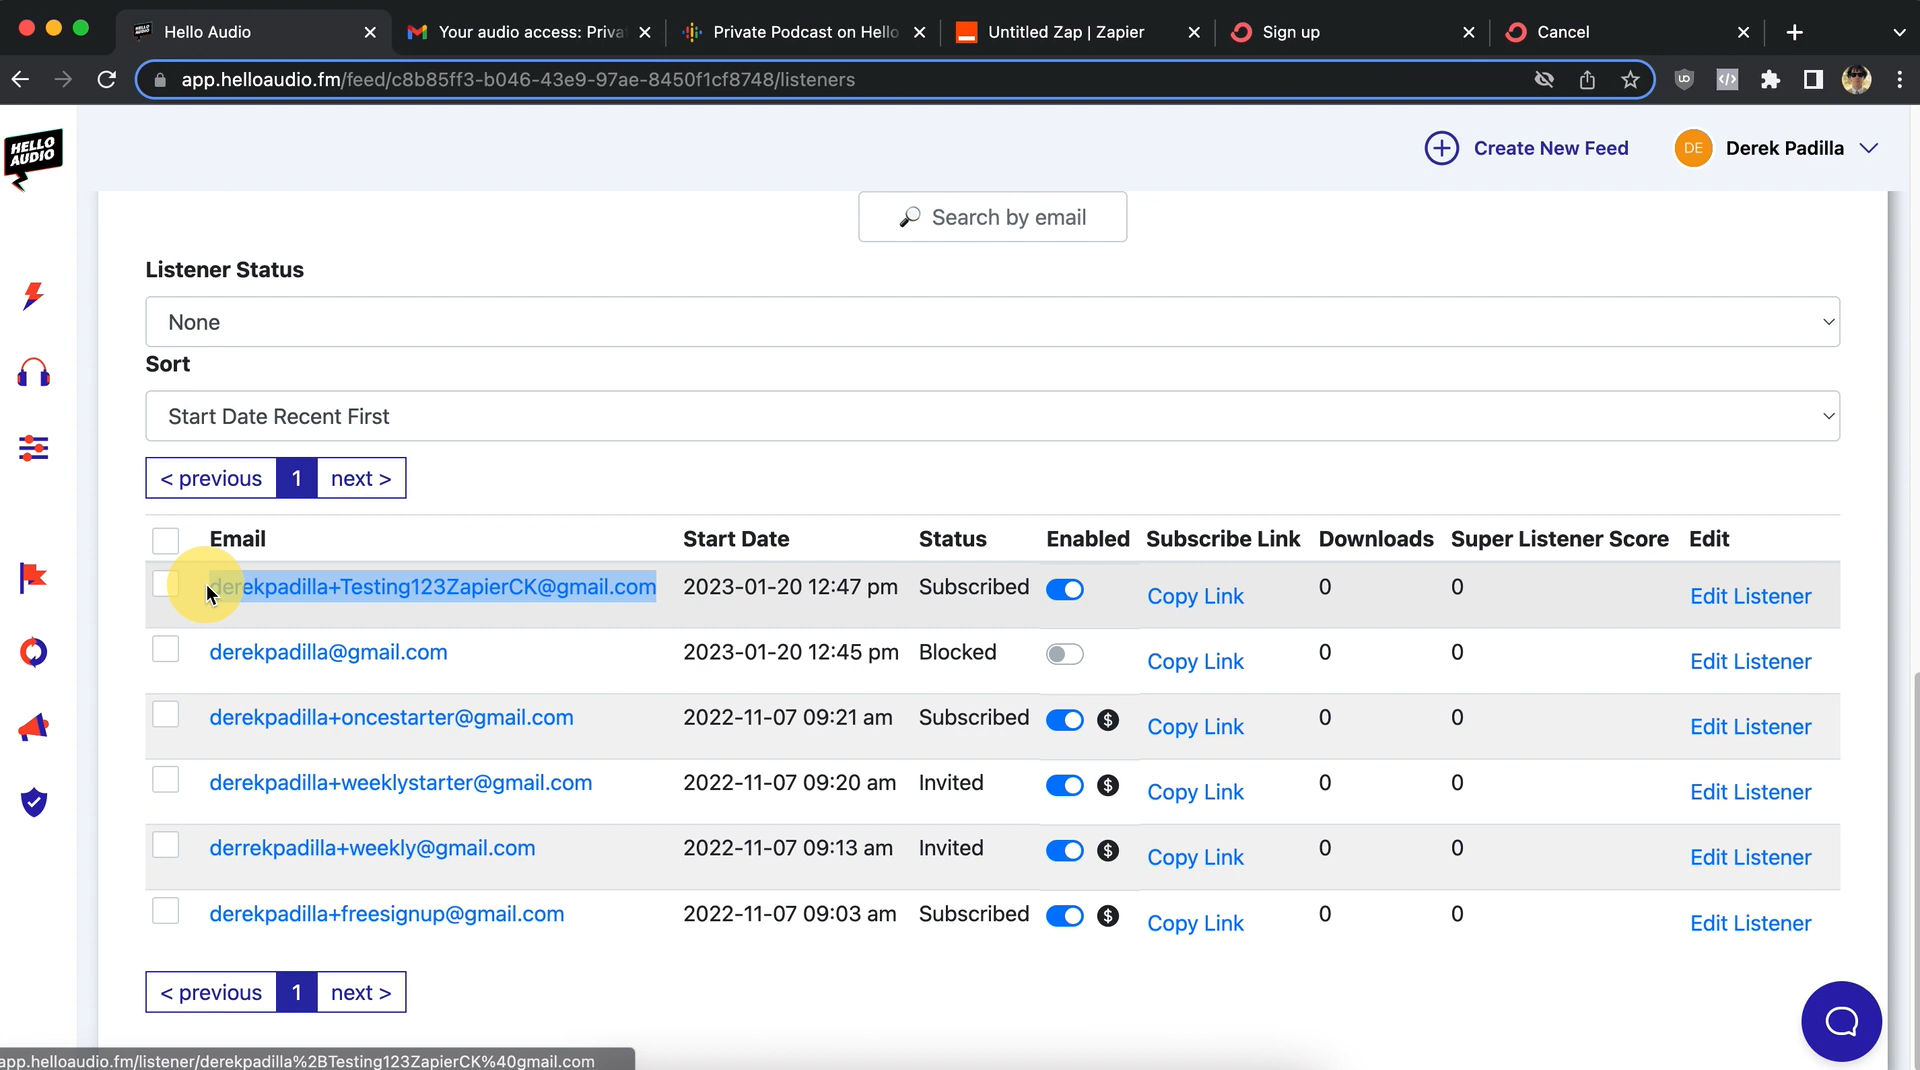 Hello Audio
Your audio access: Priva
Private Podcast on Hello
Untitled Zap | Zapier
Sign up
Cancel
app.helloaudio.fm/feed/c8b85ff3-b046-43e9-97ae-8450f1cf8748/listeners
HELLO
AUDIO
Create New Feed
DE
Derek Padilla
Search by email
Listener Status
None
Sort
Start Date Recent First
< previous 1 next >
Email Start Date Status Enabled Subscribe Link Downloads Super Listener Score Edit
derekpadilla+Testing123ZapierCK@gmail.com 2023-01-20 12:47 pm Subscribed Copy Link 0 0 Edit Listener
derekpadilla@gmail.com 2023-01-20 12:45 pm Blocked Copy Link 0 0 Edit Listener
derekpadilla+oncestarter@gmail.com 2022-11-07 09:21 am Subscribed $ Copy Link 0 0 Edit Listener
derekpadilla+weeklystarter@gmail.com 2022-11-07 09:20 am Invited $ Copy Link 0 0 Edit Listener
derrekpadilla+weekly@gmail.com 2022-11-07 09:13 am Invited $ Copy Link 0 0 Edit Listener
derekpadilla+freesignup@gmail.com 2022-11-07 09:03 am Subscribed $ Copy Link 0 0 Edit Listener
< previous 1 next >
app.helloaudio.fm/listener/derekpadilla%2BTesting123ZapierCK%40gmail.com